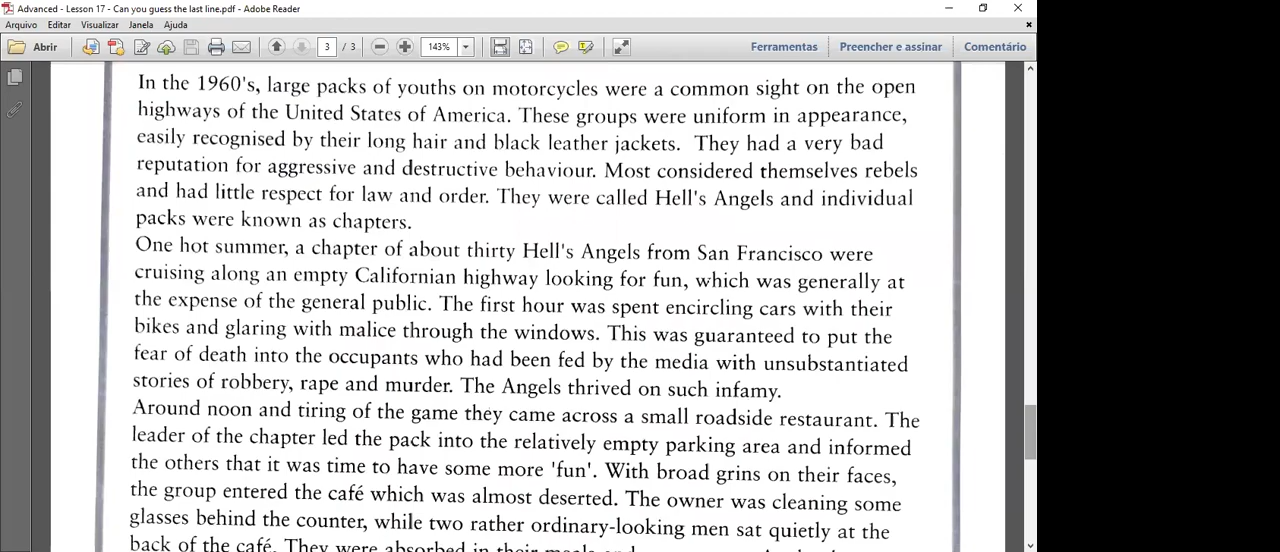 Advanced - Lesson 17 - Can you guess the last line.pdf - Adobe Reader
Arquivo Editar Visualizar Janela Ajuda
Abrir 3 / 3 143% Ferramentas Preencher e assinar Comentário
In the 1960's, large packs of youths on motorcycles were a common sight on the open
highways of the United States of America. These groups were uniform in appearance,
easily recognised by their long hair and black leather jackets. They had a very bad
reputation for aggressive and destructive behaviour. Most considered themselves rebels
and had little respect for law and order. They were called Hell's Angels and individual
packs were known as chapters.
One hot summer, a chapter of about thirty Hell's Angels from San Francisco were
cruising along an empty Californian highway looking for fun, which was generally at
the expense of the general public. The first hour was spent encircling cars with their
bikes and glaring with malice through the windows. This was guaranteed to put the
fear of death into the occupants who had been fed by the media with unsubstantiated
stories of robbery, rape and murder. The Angels thrived on such infamy.
Around noon and tiring of the game they came across a small roadside restaurant. The
leader of the chapter led the pack into the relatively empty parking area and informed
the others that it was time to have some more 'fun'. With broad grins on their faces,
the group entered the café which was almost deserted. The owner was cleaning some
glasses behind the counter, while two rather ordinary-looking men sat quietly at the
back of the café. They were absorbed in their meals and